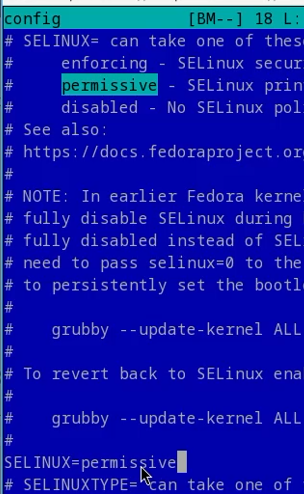 config [BM--] 18 L:
# SELINUX= can take one of these
# enforcing - SELinux secur
# permissive - SELinux prin
# disabled - No SELinux pol
# See also:
# https://docs.fedoraproject.or
#
# NOTE: In earlier Fedora kerne
# fully disable SELinux during
# fully disabled instead of SEL
# need to pass selinux=0 to the
# to persistently set the bootl
#
# grubby --update-kernel ALL
#
# To revert back to SELinux ena
#
# grubby --update-kernel ALL
#
SELINUX=permissive
# SELINUXTYPE= can take one of